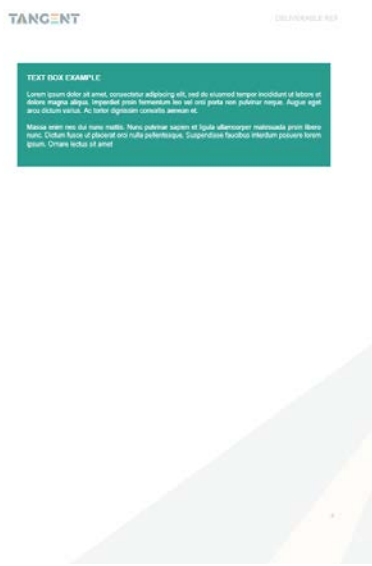 TANGENT
DELIVERABLE REF
TEXT BOX EXAMPLE
Lorem ipsum dolor sit amet, consectetur adipiscing elit, sed do eiusmod tempor incididunt ut labore et
dolore magna aliqua. Imperdiet proin fermentum leo vel orci porta non pulvinar neque. Augue eget
arcu dictum varius. Ac tortor dignissim convallis aenean et.
Massa enim nec dui nunc mattis. Nunc pulvinar sapien et ligula ullamcorper malesuada proin libero
nunc. Dictum fusce ut placerat orci nulla pellentesque. Suspendisse faucibus interdum posuere lorem
ipsum. Ornare lectus sit amet